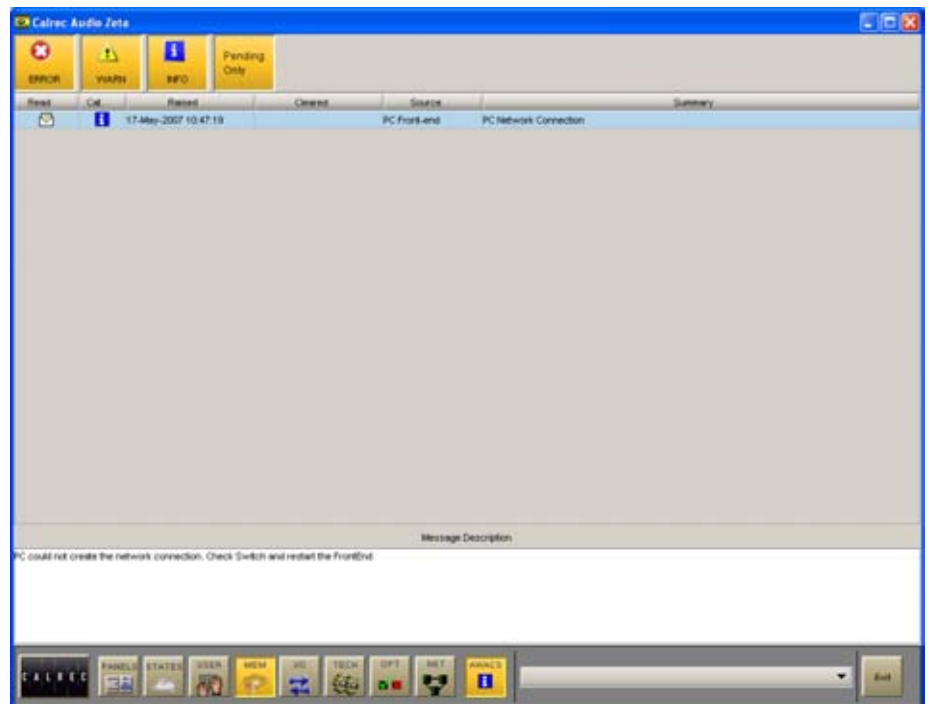 Calrec Audio Zeta
ERROR
WARN
INFO
Pending Only
Read Cat Raised Cleared Source Summary
17-May-2007 10:47:19 PC Front-end PC Network Connection
Message Description
PC could not create the network connection. Check Switch and restart the FrontEnd
CALREC
PANELS
STATES
USER
MEM
I/O
TECH
OPT
NET
AWACS
Exit